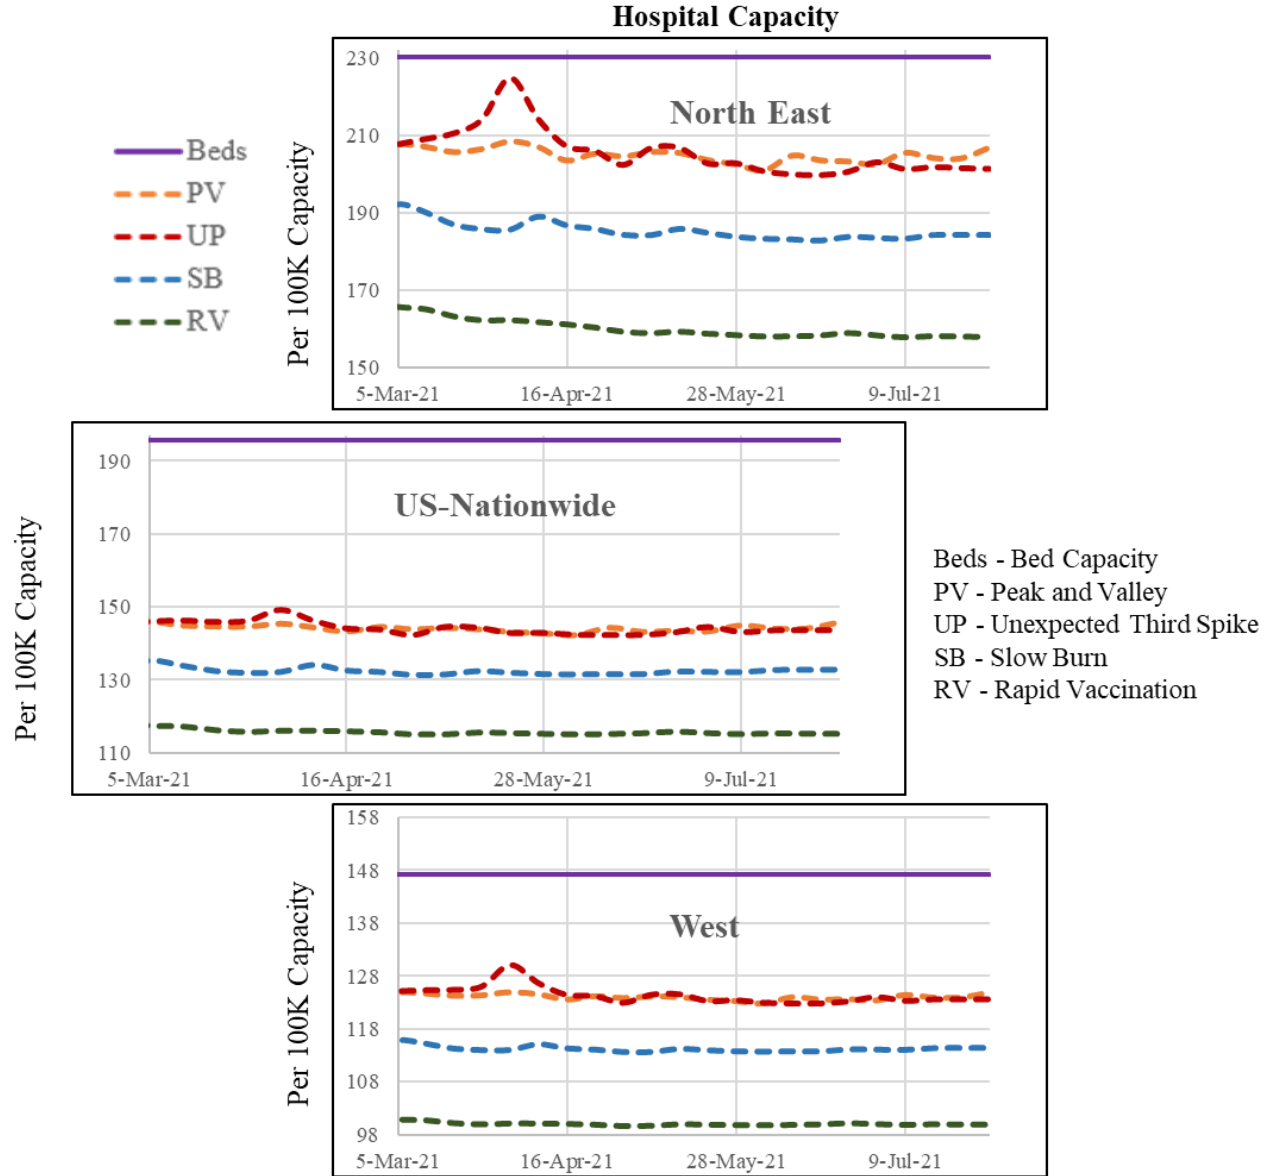 Hospital Capacity
Beds
PV
UP
SB
RV
Per 100K Capacity
230
210
190
170
150
North East
5-Mar-21
16-Apr-21
28-May-21
9-Jul-21
Per 100K Capacity
190
170
150
130
110
US-Nationwide
5-Mar-21
16-Apr-21
28-May-21
9-Jul-21
Beds - Bed Capacity
PV - Peak and Valley
UP - Unexpected Third Spike
SB - Slow Burn
RV - Rapid Vaccination
Per 100K Capacity
158
148
138
128
118
108
98
West
5-Mar-21
16-Apr-21
28-May-21
9-Jul-21